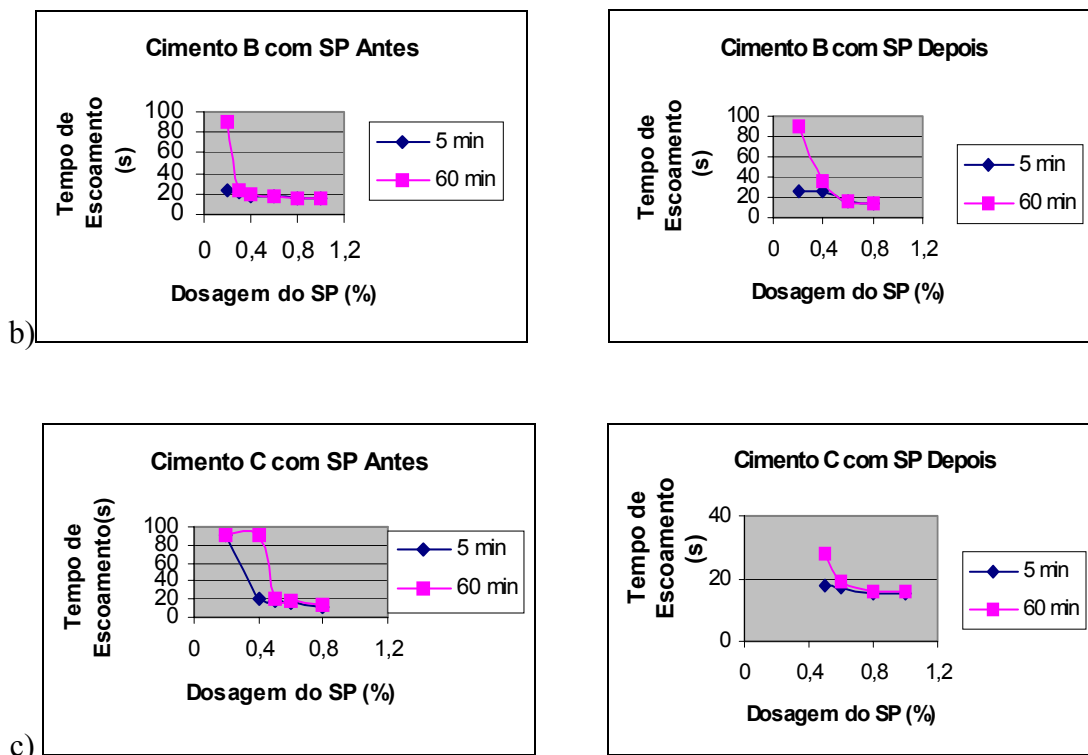 Cimento B com SP Antes
Tempo de
Escoamento
(s)
100
80
60
40
20
0
0 0,4 0,8 1,2
Dosagem do SP (%)
5 min
60 min
b)
Cimento B com SP Depois
Tempo de
Escoamento
(s)
100
80
60
40
20
0
0 0,4 0,8 1,2
Dosagem do SP (%)
5 min
60 min
Cimento C com SP Antes
Tempo de
Escoamento(s)
100
80
60
40
20
0
0 0,4 0,8 1,2
Dosagem do SP (%)
5 min
60 min
c)
Cimento C com SP Depois
Tempo de
Escoamento
(s)
40
20
0
0 0,4 0,8 1,2
Dosagem do SP (%)
5 min
60 min